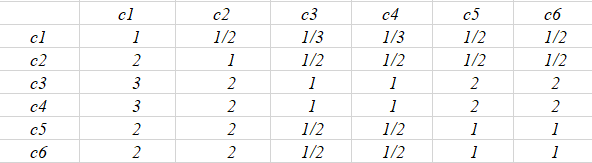 c1 c2 c3 c4 c5 c6
c1 1 1/2 1/3 1/3 1/2 1/2
c2 2 1 1/2 1/2 1/2 1/2
c3 3 2 1 1 2 2
c4 3 2 1 1 2 2
c5 2 2 1/2 1/2 1 1
c6 2 2 1/2 1/2 1 1